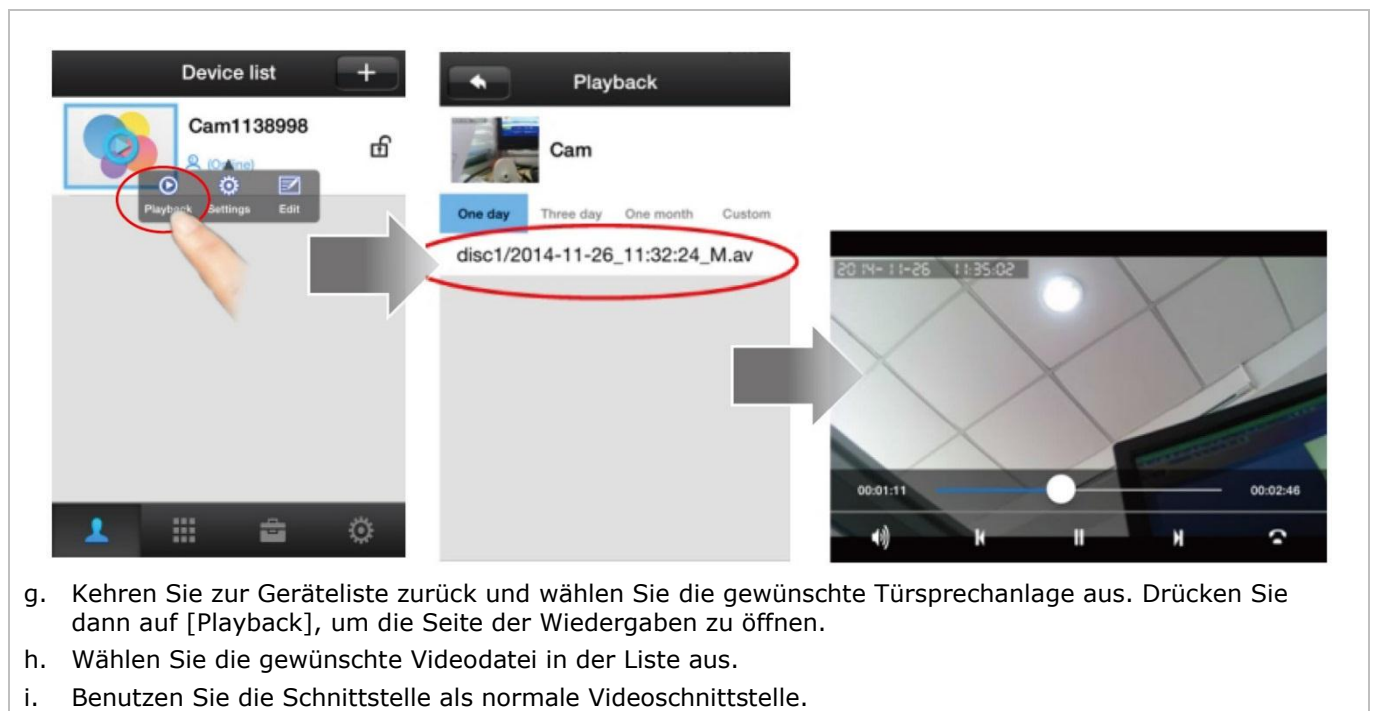 Device list
+
Cam1138998
(Online)
Playback
Settings
Edit
Playback
Cam
One day
Three day
One month
Custom
disc1/2014-11-26_11:32:24_M.av
2014-11-26 11:35:02
00:01:11
00:02:46
g. Kehren Sie zur Geräteliste zurück und wählen Sie die gewünschte Türsprechanlage aus. Drücken Sie
dann auf [Playback], um die Seite der Wiedergaben zu öffnen.
h. Wählen Sie die gewünschte Videodatei in der Liste aus.
i. Benutzen Sie die Schnittstelle als normale Videoschnittstelle.